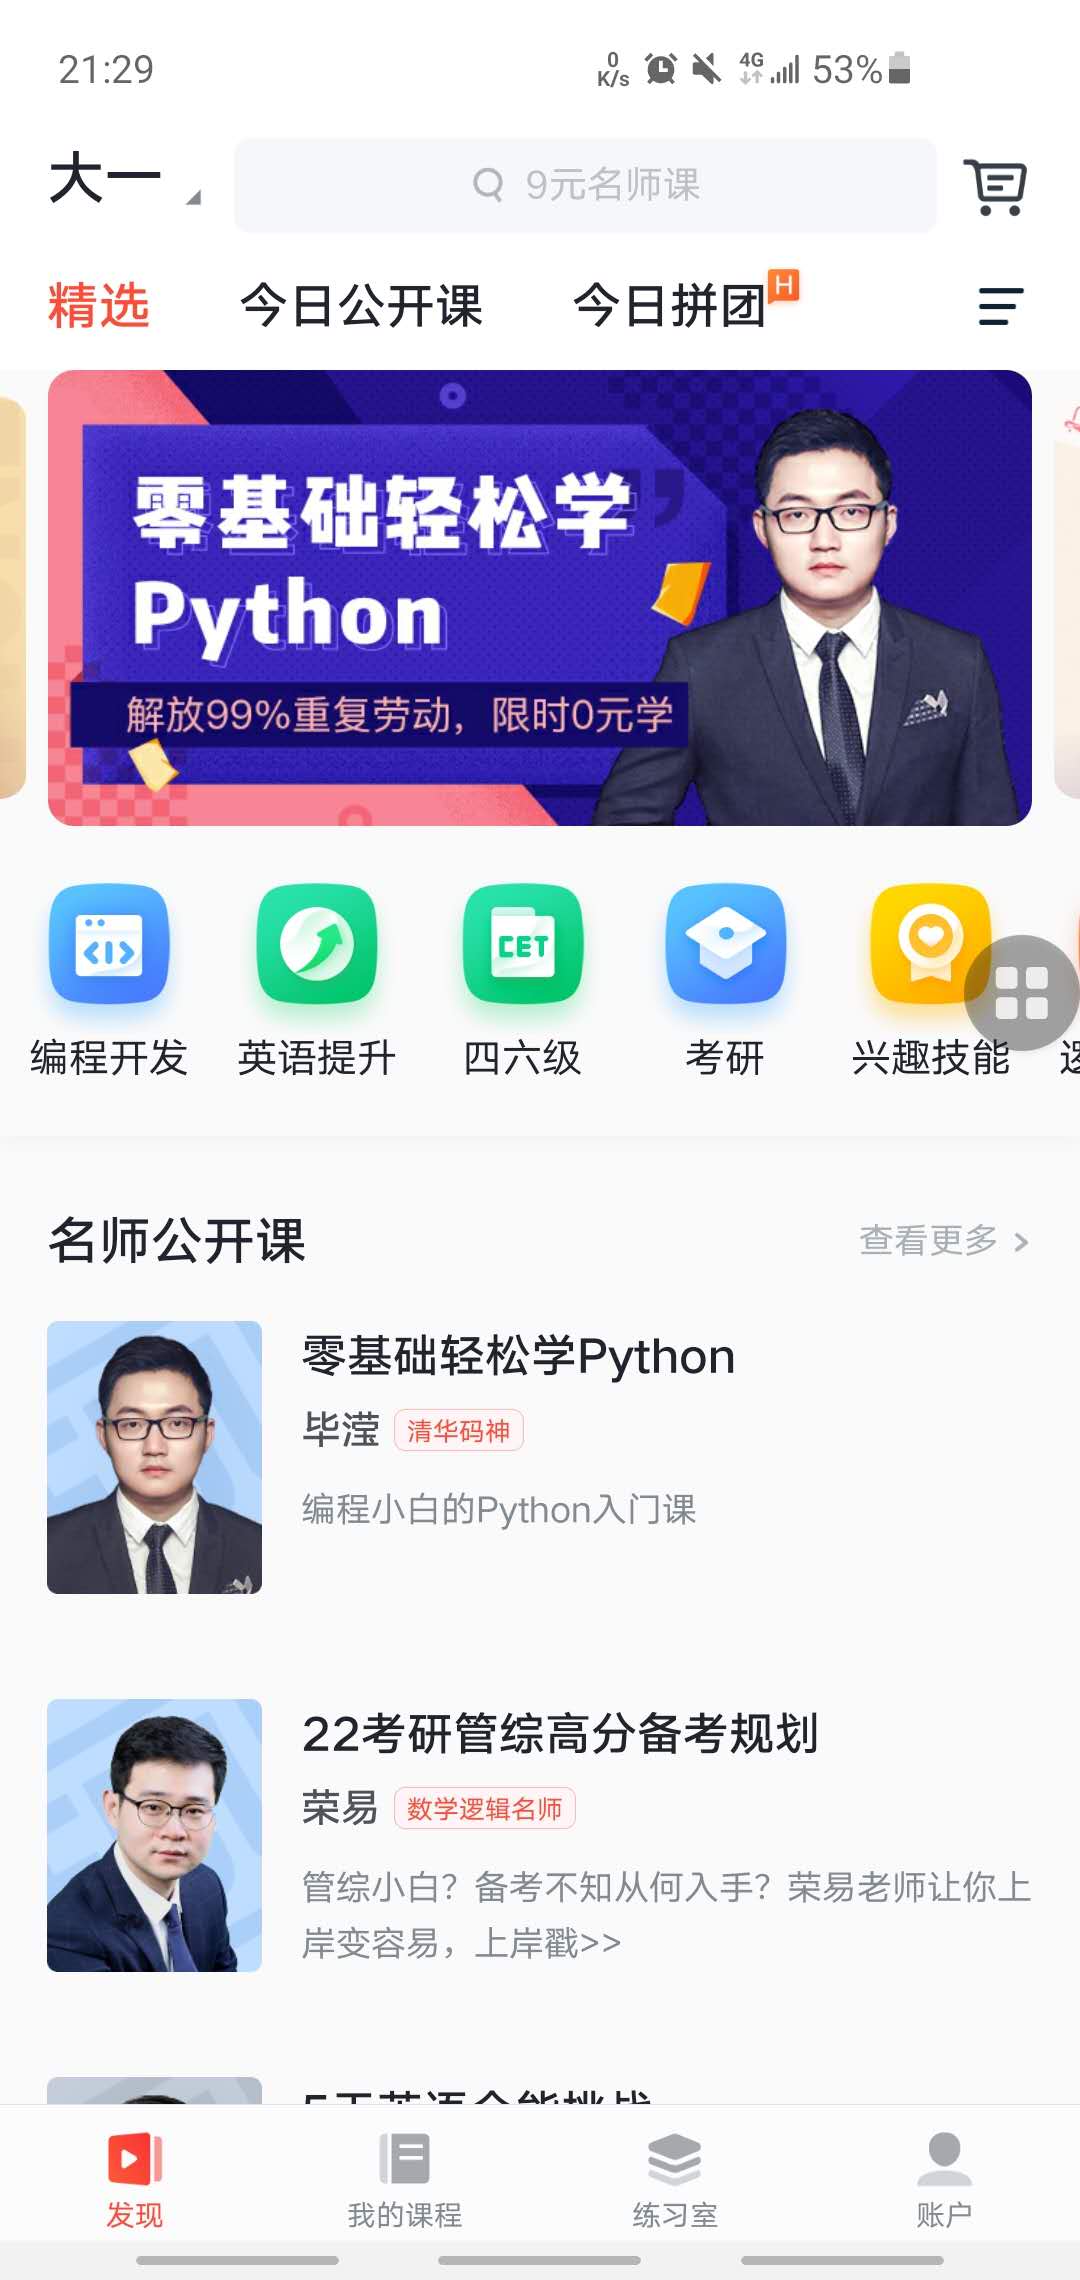 21:29
0
K/s
4G
53%
大一
9元名师课
精选
今日公开课
今日拼团
H
零基础轻松学
Python
解放99%重复劳动，限时0元学
编程开发
英语提升
CET
四六级
考研
兴趣技能
名师公开课
查看更多 >
零基础轻松学Python
毕滢 清华码神
编程小白的Python入门课
22考研管综高分备考规划
荣易 数学逻辑名师
管综小白？备考不知从何入手？荣易老师让你上
岸变容易，上岸戳>>
发现
我的课程
练习室
账户